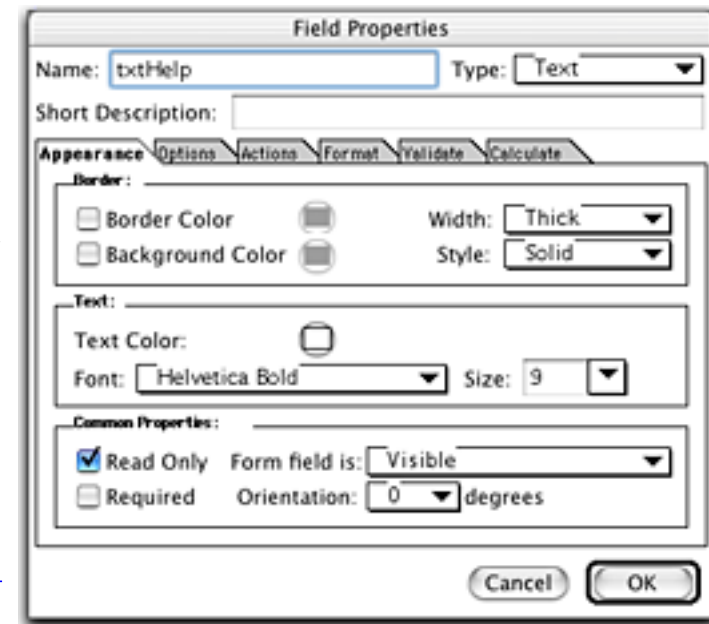 Field Properties
Name: txtHelp Type: Text
Short Description:
Appearance Options Actions Format Validate Calculate
Border:
Border Color Width: Thick
Background Color Style: Solid
Text:
Text Color:
Font: Helvetica Bold Size: 9
Common Properties:
Read Only Form field is: Visible
Required Orientation: 0 degrees
Cancel OK